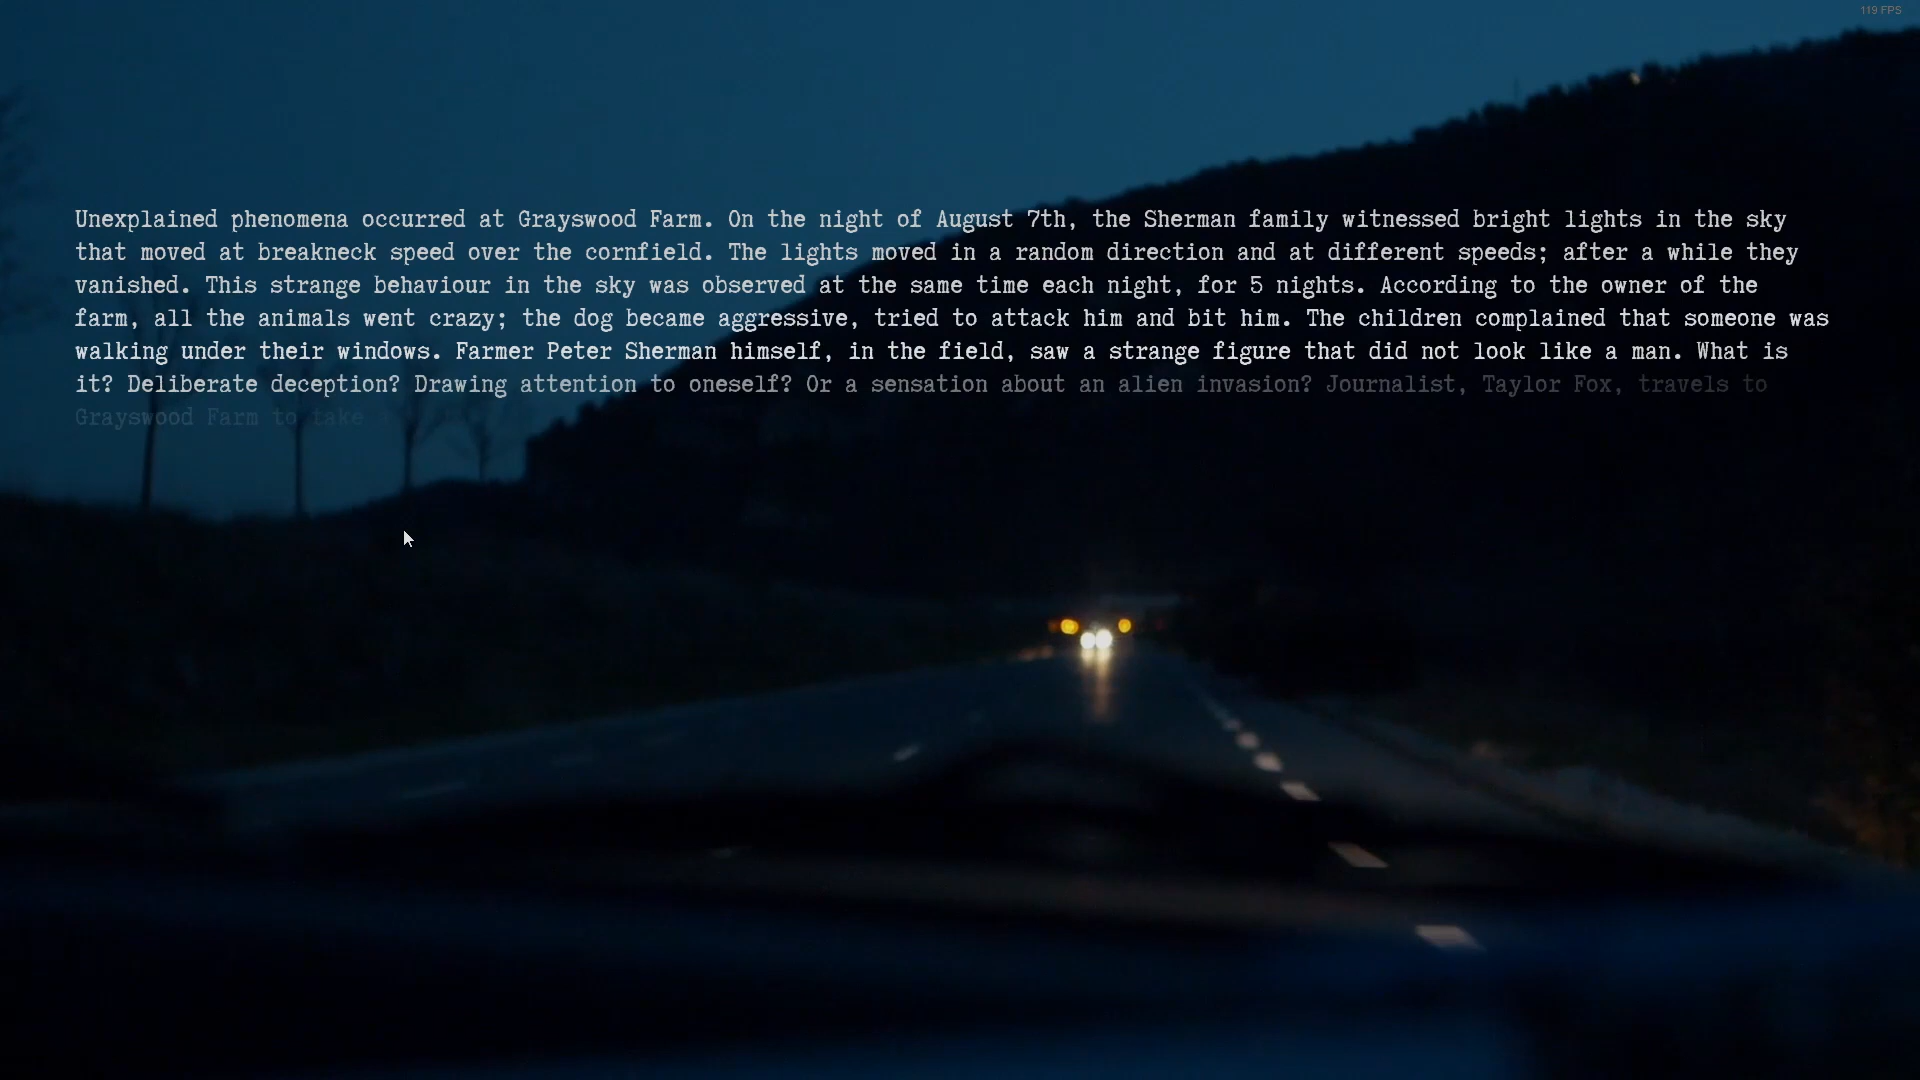 119 FPS
Unexplained phenomena occurred at Grayswood Farm. On the night of August 7th, the Sherman family witnessed bright lights in the sky
that moved at breakneck speed over the cornfield. The lights moved in a random direction and at different speeds; after a while they
vanished. This strange behaviour in the sky was observed at the same time each night, for 5 nights. According to the owner of the
farm, all the animals went crazy; the dog became aggressive, tried to attack him and bit him. The children complained that someone was
walking under their windows. Farmer Peter Sherman himself, in the field, saw a strange figure that did not look like a man. What is
it? Deliberate deception? Drawing attention to oneself? Or a sensation about an alien invasion? Journalist, Taylor Fox, travels to
Grayswood Farm to take